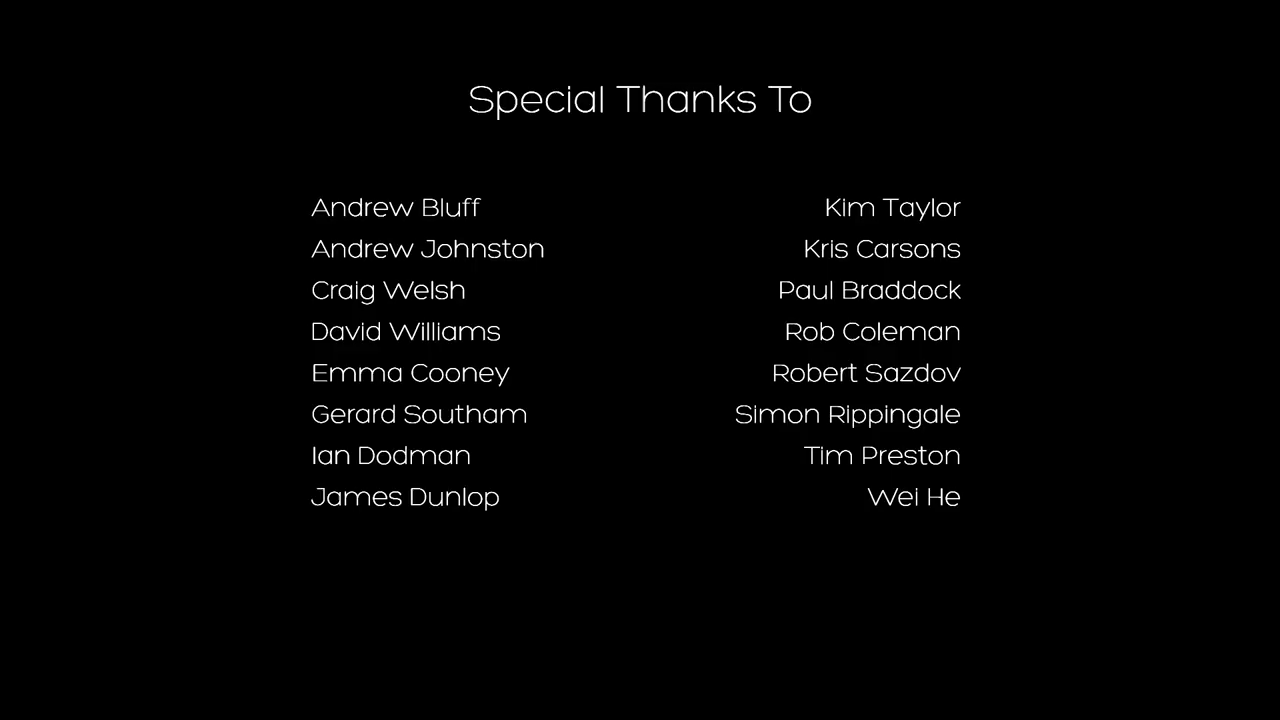 Special Thanks To
Andrew Bluff
Andrew Johnston
Craig Welsh
David Williams
Emma Cooney
Gerard Southam
Ian Dodman
James Dunlop
Kim Taylor
Kris Carsons
Paul Braddock
Rob Coleman
Robert Sazdov
Simon Rippingale
Tim Preston
Wei He